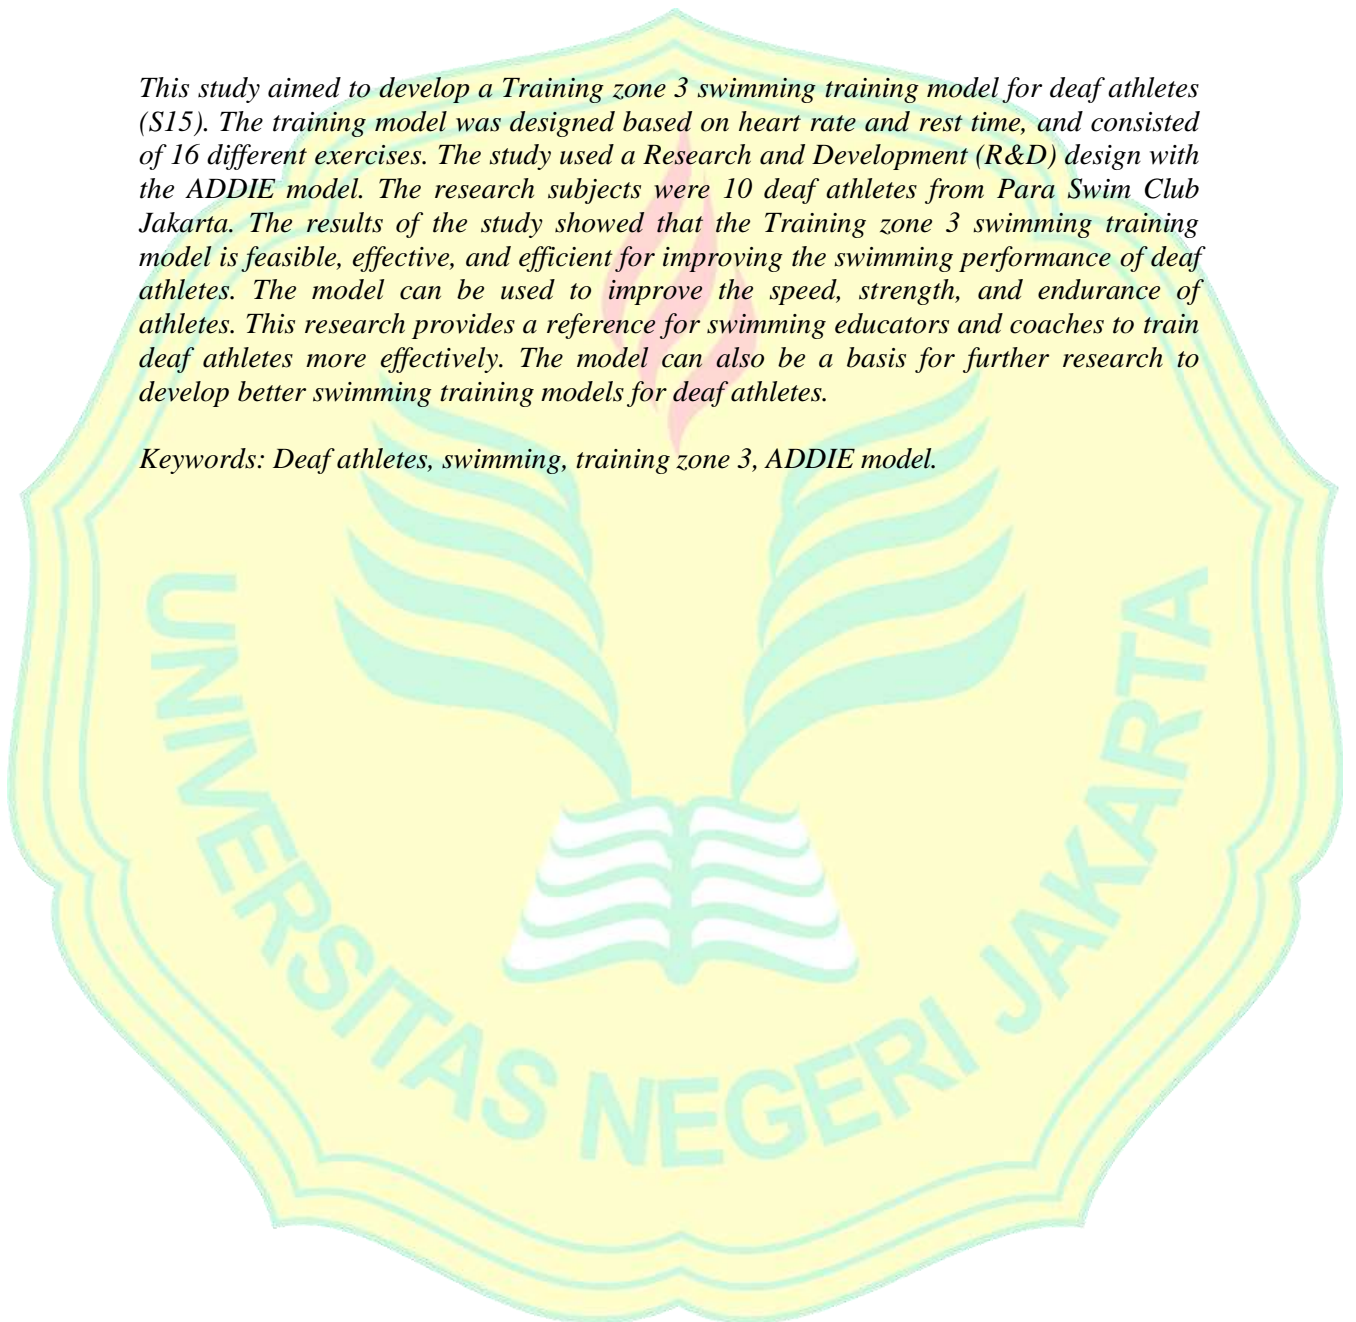 This study aimed to develop a Training zone 3 swimming training model for deaf athletes
(S15). The training model was designed based on heart rate and rest time, and consisted
of 16 different exercises. The study used a Research and Development (R&D) design with
the ADDIE model. The research subjects were 10 deaf athletes from Para Swim Club
Jakarta. The results of the study showed that the Training zone 3 swimming training
model is feasible, effective, and efficient for improving the swimming performance of deaf
athletes. The model can be used to improve the speed, strength, and endurance of
athletes. This research provides a reference for swimming educators and coaches to train
deaf athletes more effectively. The model can also be a basis for further research to
develop better swimming training models for deaf athletes.
Keywords: Deaf athletes, swimming, training zone 3, ADDIE model.
UNIVERSITAS NEGERI JAKARTA